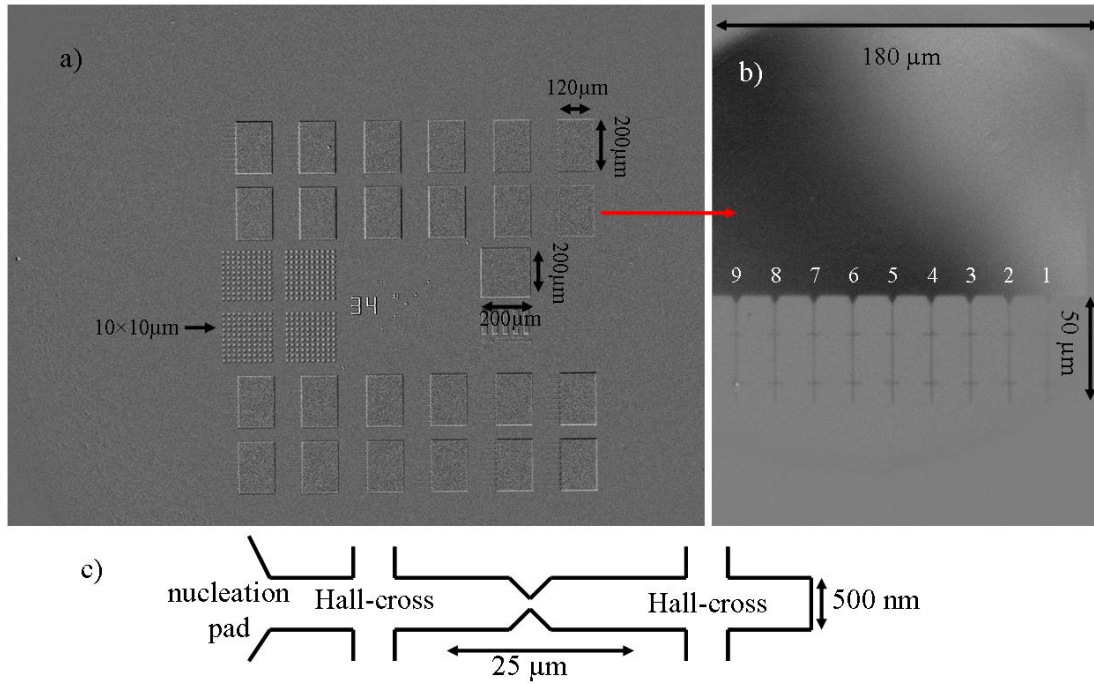 a)
120µm
200µm
200µm
200µm
10×10µm
34
b)
180 µm
9 8 7 6 5 4 3 2 1
50 µm
c)
nucleation
pad
Hall-cross
Hall-cross
500 nm
25 µm